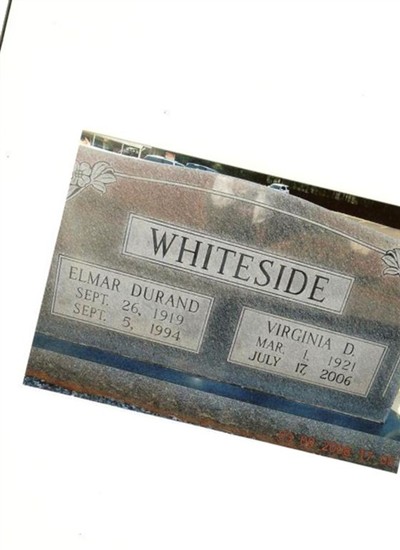 WHITESIDE
ELMAR DURAND
SEPT. 26, 1919
SEPT. 5, 1994
VIRGINIA D.
MAR. 1, 1921
JULY 17, 2006